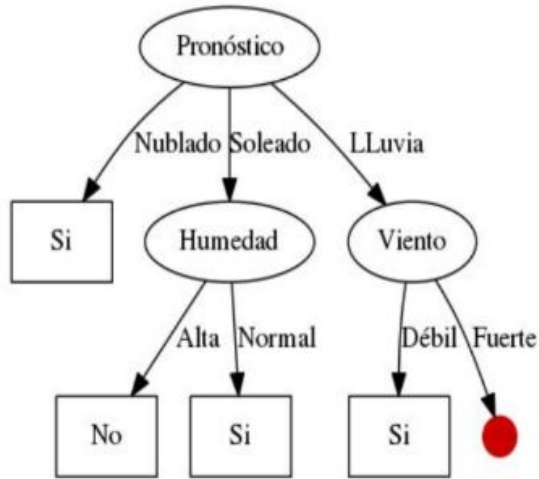 Pronóstico
Nublado Soleado LLuvia
Si Humedad Viento
Alta Normal Débil Fuerte
No Si Si